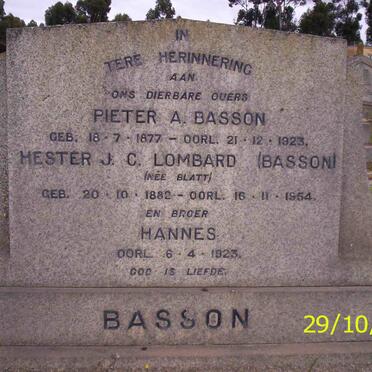 IN
TERE HERINNERING
AAN
ONS DIERBARE OUERS
PIETER A. BASSON
GEB. 18·7·1877 – OORL. 21·12·1923.
HESTER J. C. LOMBARD (BASSON)
(NÉE BLATT)
GEB. 20·10·1882 – OORL. 16·11·1954.
EN BROER
HANNES
OORL. 6·4·1923.
GOD IS LIEFDE.
BASSON
29/10/